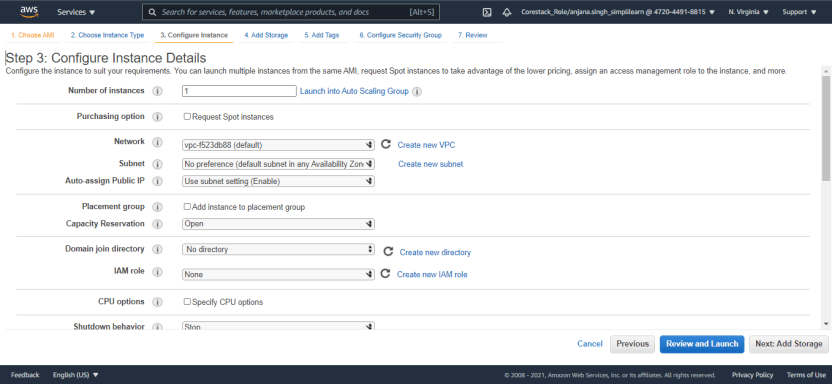 aws Services ▼ Search for services, features, marketplace products, and docs [Alt+S] Corestack_Role/anjana.singh_simplilearn @ 4720-4491-8815 ▼ N. Virginia ▼ Support ▼
1. Choose AMI 2. Choose Instance Type 3. Configure Instance 4. Add Storage 5. Add Tags 6. Configure Security Group 7. Review
Step 3: Configure Instance Details
Configure the instance to suit your requirements. You can launch multiple instances from the same AMI, request Spot instances to take advantage of the lower pricing, assign an access management role to the instance, and more.
Number of instances i 1 Launch into Auto Scaling Group i
Purchasing option i Request Spot instances
Network i vpc-f523db88 (default) Create new VPC
Subnet i No preference (default subnet in any Availability Zon Create new subnet
Auto-assign Public IP i Use subnet setting (Enable)
Placement group i Add instance to placement group
Capacity Reservation i Open
Domain join directory i No directory Create new directory
IAM role i None Create new IAM role
CPU options i Specify CPU options
Shutdown behavior i Stop
Cancel Previous Review and Launch Next: Add Storage
Feedback English (US) ▼ © 2008 - 2021, Amazon Web Services, Inc. or its affiliates. All rights reserved. Privacy Policy Terms of Use